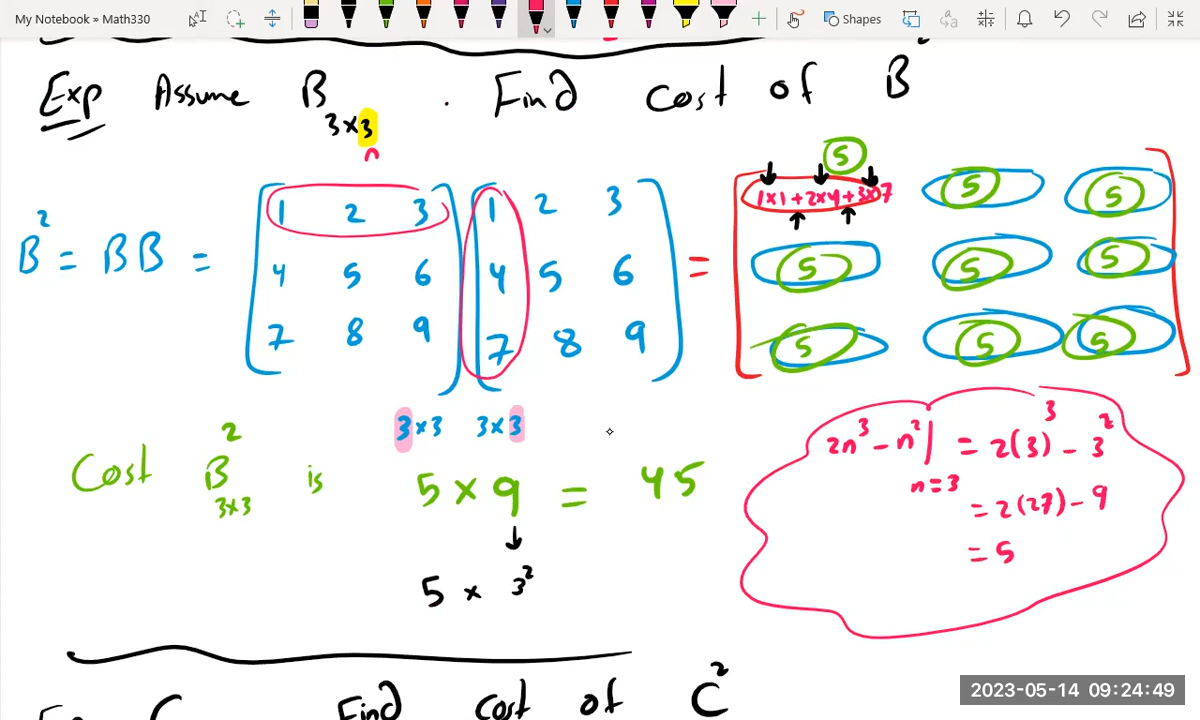 My Notebook » Math330
Shapes
Exp Assume B 3×3 . Find cost of B²
n
B² = BB = [ 1 2 3 ] [ 1 2 3 ] = [ 1×1+2×4+3×7 5 5 5 ]
4 5 6 4 5 6 5 5 5
7 8 9 7 8 9 5 5 5
3×3 3×3
Cost B² 3×3 is 5 × 9 = 45
5 × 3²
2n³ - n² | n=3 = 2(3)³ - 3²
= 2(27) - 9
= 5
Find cost of C²
2023-05-14 09:24:49